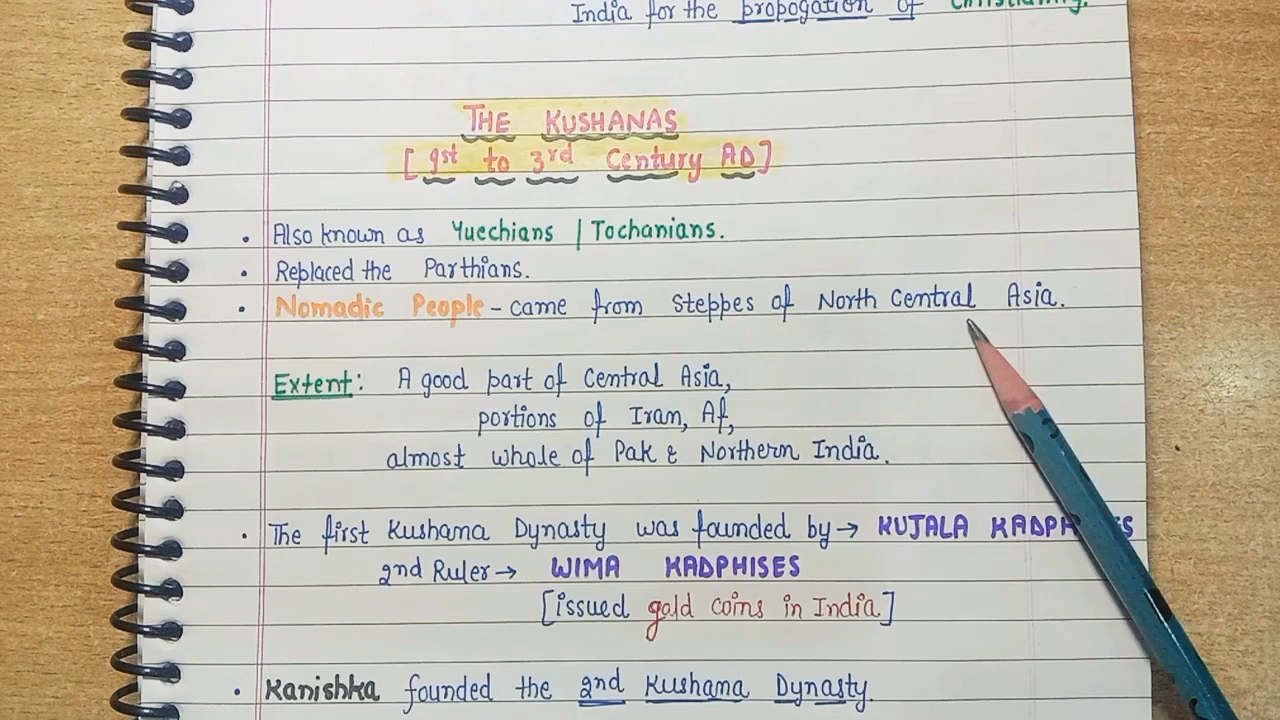 India for the propogation of Christianity.
THE KUSHANAS
[1st to 3rd Century AD]
• Also known as Yuechians | Tochanians.
• Replaced the Parthians.
• Nomadic People - came from steppes of North Central Asia.
Extent: A good part of Central Asia,
portions of Iran, Af,
almost whole of Pak & Northern India.
• The first Kushana Dynasty was founded by → KUJALA
2nd Ruler → WIMA KADPHISES
[issued gold coins in India]
• Kanishka founded the 2nd Kushana Dynasty.